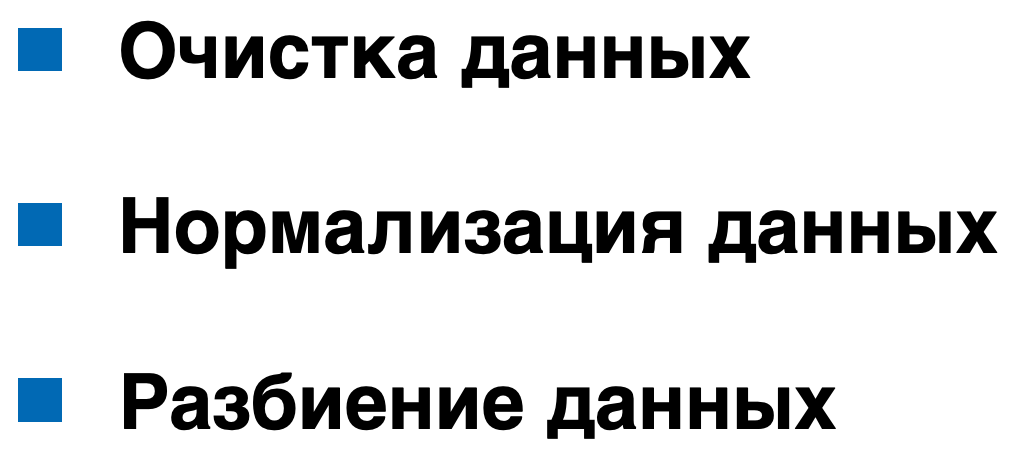 Очистка данных
Нормализация данных
Разбиение данных